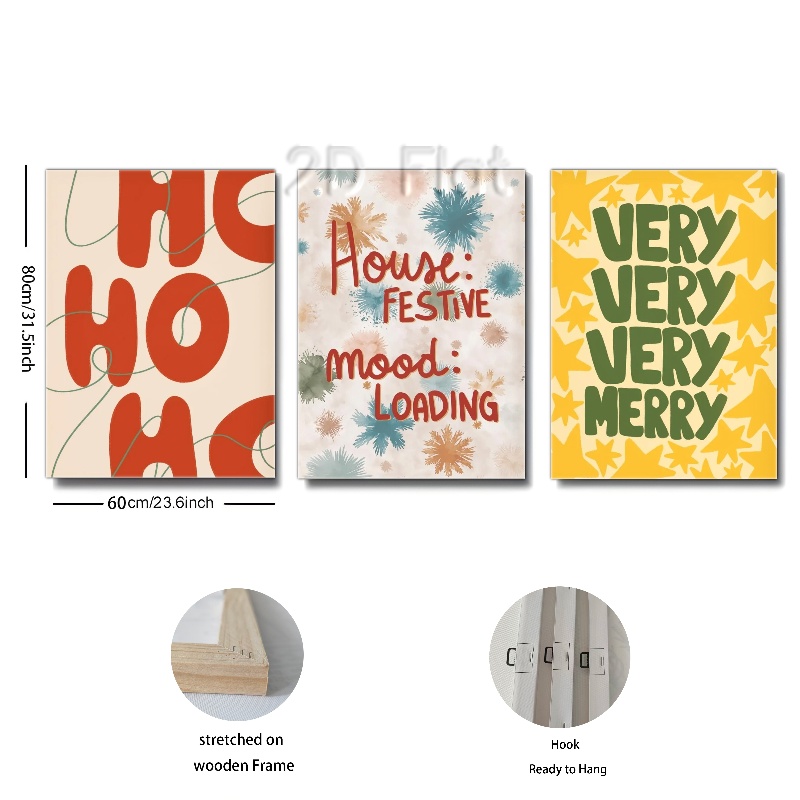 2.D Flat.
HO
HO
HO
House:
FESTIVE
mood:
LOADING
VERY
VERY
VERY
MERRY
80cm/31.5inch
60cm/23.6inch
stretched on
wooden Frame
Hook
Ready to Hang